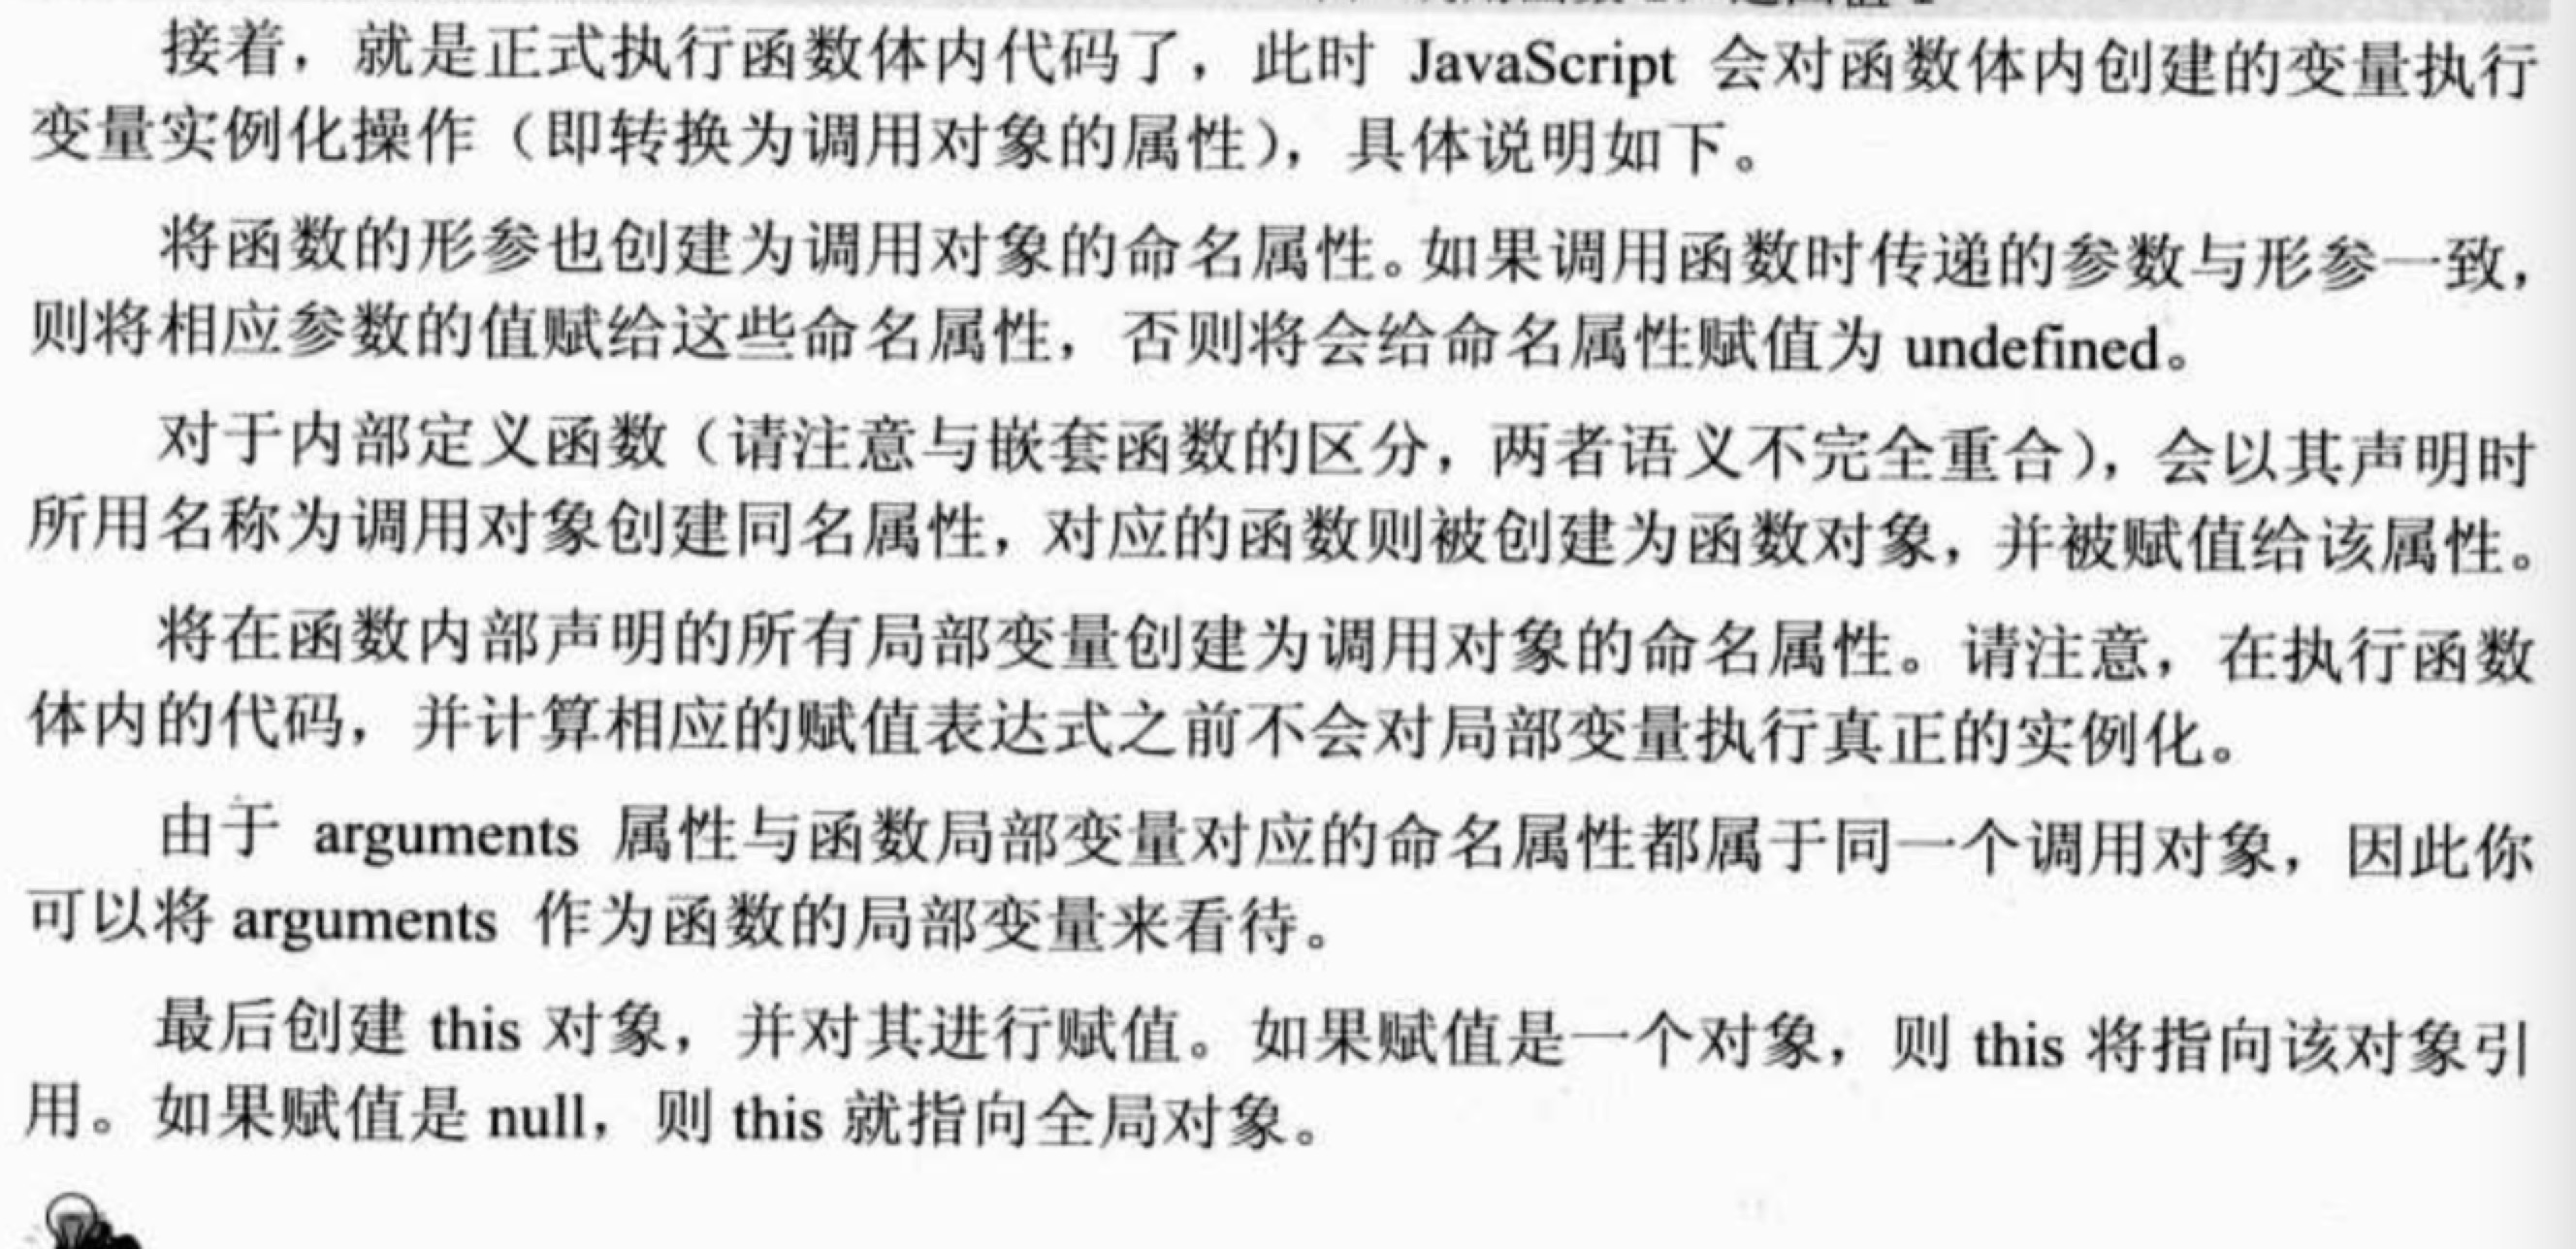 接着，就是正式执行函数体内代码了，此时 JavaScript 会对函数体内创建的变量执行
变量实例化操作（即转换为调用对象的属性），具体说明如下。
将函数的形参也创建为调用对象的命名属性。如果调用函数时传递的参数与形参一致，
则将相应参数的值赋给这些命名属性，否则将会给命名属性赋值为 undefined。
对于内部定义函数（请注意与嵌套函数的区分，两者语义不完全重合），会以其声明时
所用名称为调用对象创建同名属性，对应的函数则被创建为函数对象，并被赋值给该属性。
将在函数内部声明的所有局部变量创建为调用对象的命名属性。请注意，在执行函数
体内的代码，并计算相应的赋值表达式之前不会对局部变量执行真正的实例化。
由于 arguments 属性与函数局部变量对应的命名属性都属于同一个调用对象，因此你
可以将 arguments 作为函数的局部变量来看待。
最后创建 this 对象，并对其进行赋值。如果赋值是一个对象，则 this 将指向该对象引
用。如果赋值是 null，则 this 就指向全局对象。